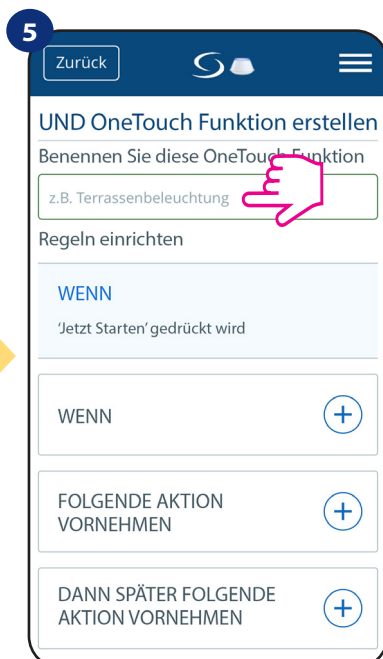 5
Zurück
UND OneTouch Funktion erstellen
Benennen Sie diese OneTouch Funktion
z.B. Terrassenbeleuchtung
Regeln einrichten
WENN
'Jetzt Starten' gedrückt wird
WENN
FOLGENDE AKTION
VORNEHMEN
DANN SPÄTER FOLGENDE
AKTION VORNEHMEN